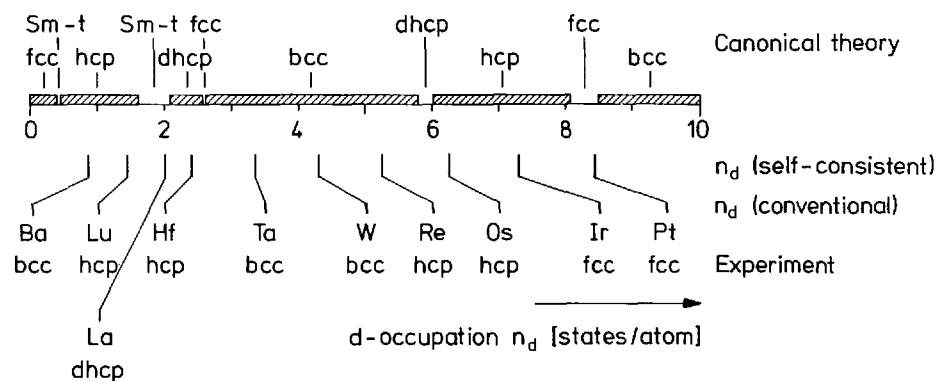 Sm-t Sm-t fcc dhcp fcc
fcc hcp dhcp bcc hcp bcc Canonical theory
0 2 4 6 8 10
n_d (self-consistent)
n_d (conventional)
Ba Lu Hf Ta W Re Os Ir Pt
bcc hcp hcp bcc bcc hcp hcp fcc fcc Experiment
La d-occupation n_d [states/atom]
dhcp